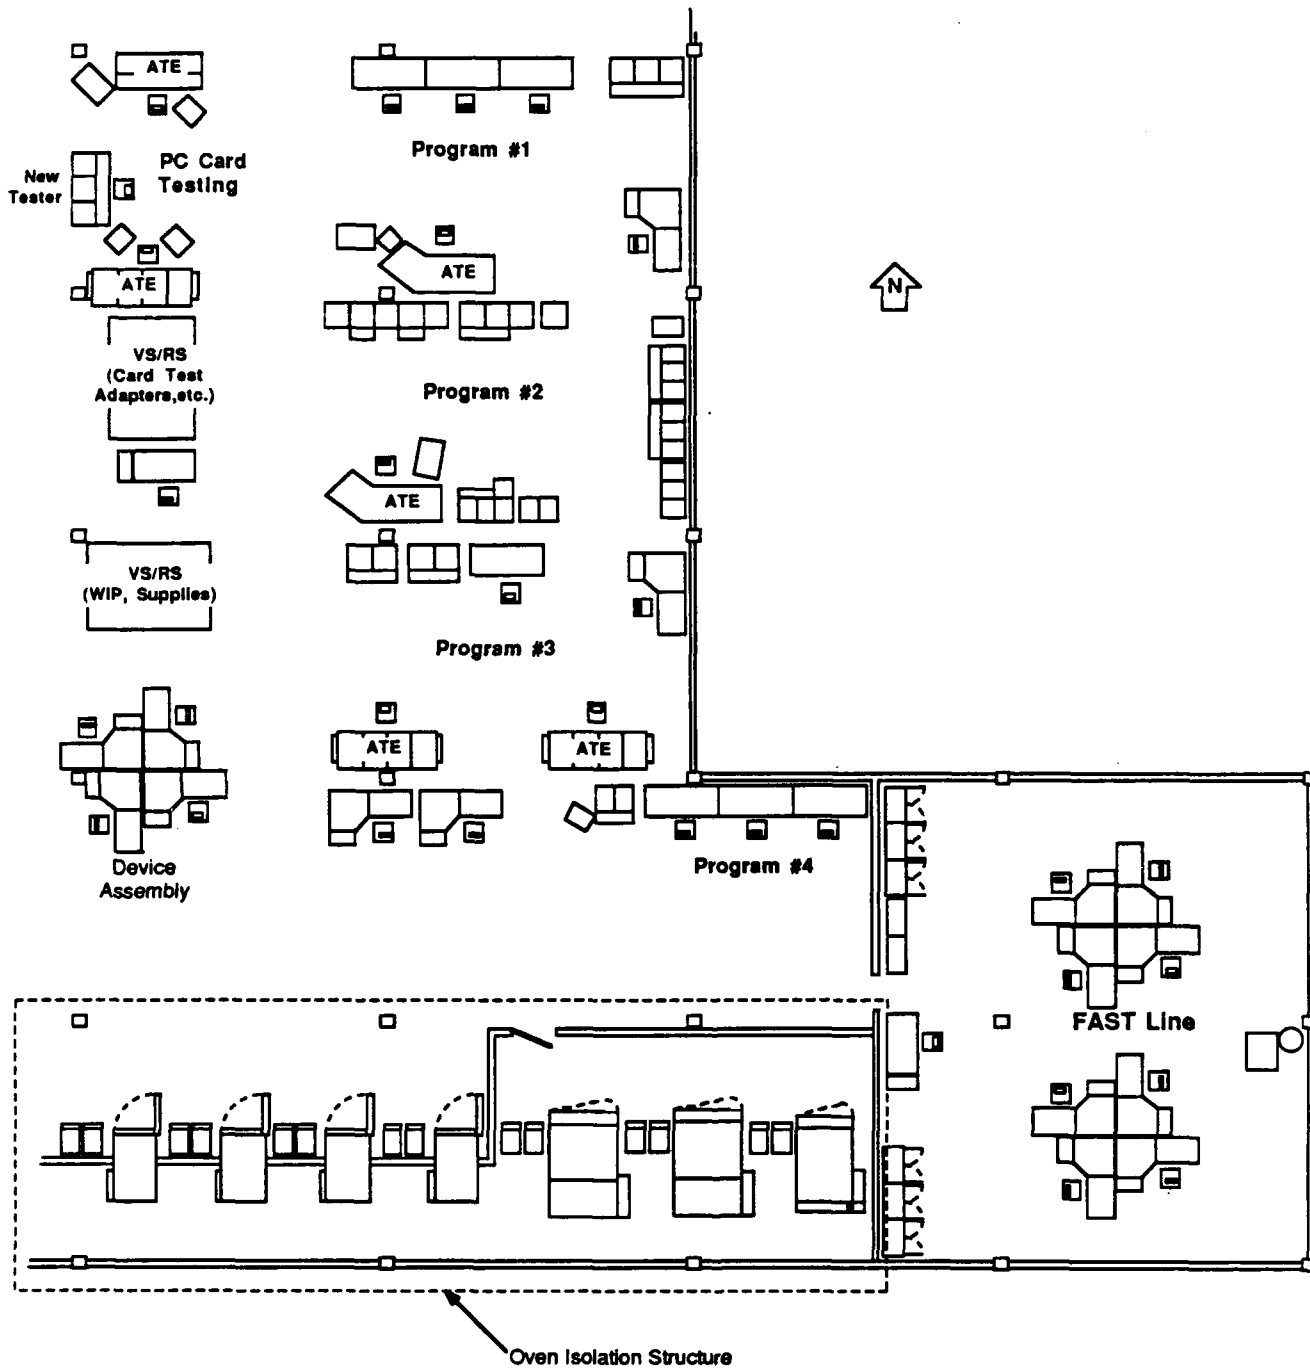 ATE
Program #1
PC Card
Testing
New
Tester
N
ATE
ATE
VS/RS
(Card Test
Adapters,etc.)
Program #2
ATE
VS/RS
(WIP, Supplies)
Program #3
ATE
ATE
Device
Assembly
Program #4
FAST Line
Oven Isolation Structure